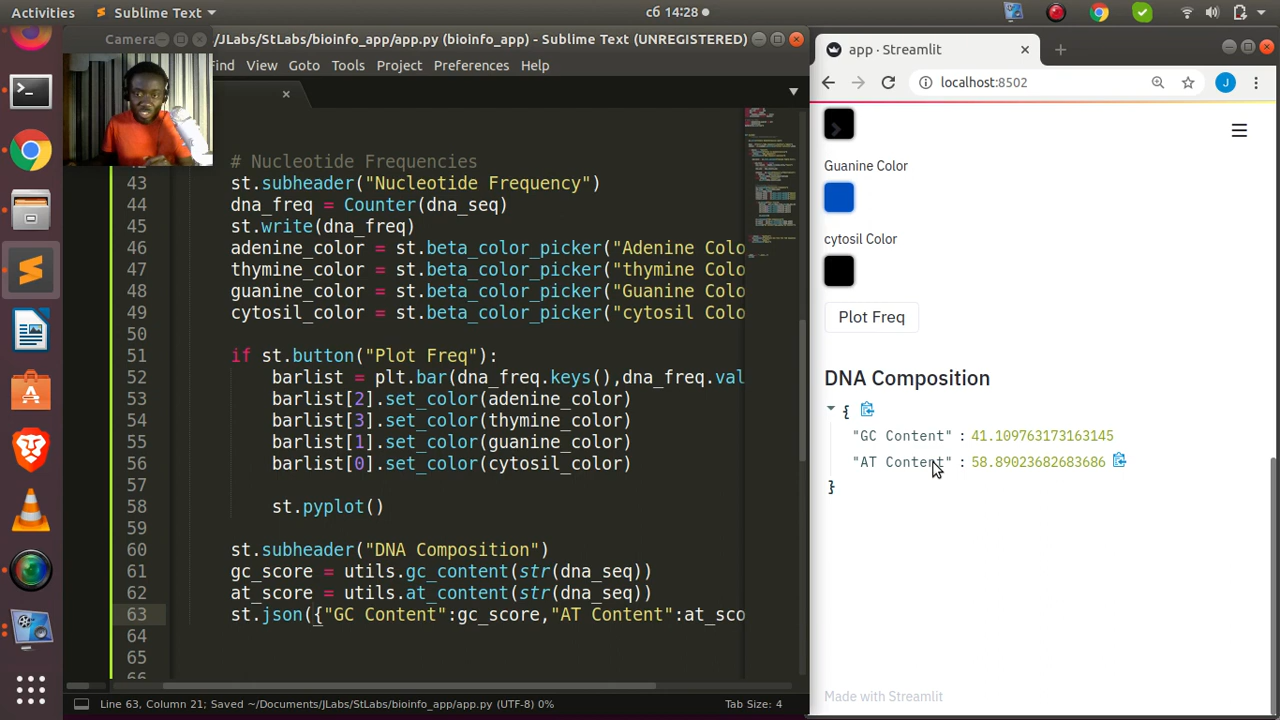 Activities
Sublime Text
сб 14:28
Camera
/JLabs/StLabs/bioinfo_app/app.py (bioinfo_app) - Sublime Text (UNREGISTERED)
Find View Goto Tools Project Preferences Help
# Nucleotide Frequencies
43 st.subheader("Nucleotide Frequency")
44 dna_freq = Counter(dna_seq)
45 st.write(dna_freq)
46 adenine_color = st.beta_color_picker("Adenine Colo
47 thymine_color = st.beta_color_picker("thymine Colo
48 guanine_color = st.beta_color_picker("Guanine Colo
49 cytosil_color = st.beta_color_picker("cytosil Colo
50
51 if st.button("Plot Freq"):
52 barlist = plt.bar(dna_freq.keys(),dna_freq.val
53 barlist[2].set_color(adenine_color)
54 barlist[3].set_color(thymine_color)
55 barlist[1].set_color(guanine_color)
56 barlist[0].set_color(cytosil_color)
57
58 st.pyplot()
59
60 st.subheader("DNA Composition")
61 gc_score = utils.gc_content(str(dna_seq))
62 at_score = utils.at_content(str(dna_seq))
63 st.json({"GC Content":gc_score,"AT Content":at_sco
64
65
66
Line 63, Column 21; Saved ~/Documents/JLabs/StLabs/bioinfo_app/app.py (UTF-8) 0%
Tab Size: 4
app · Streamlit
localhost:8502
J
Guanine Color
cytosil Color
Plot Freq
DNA Composition
{
"GC Content" : 41.109763173163145
"AT Content" : 58.89023682683686
}
Made with Streamlit